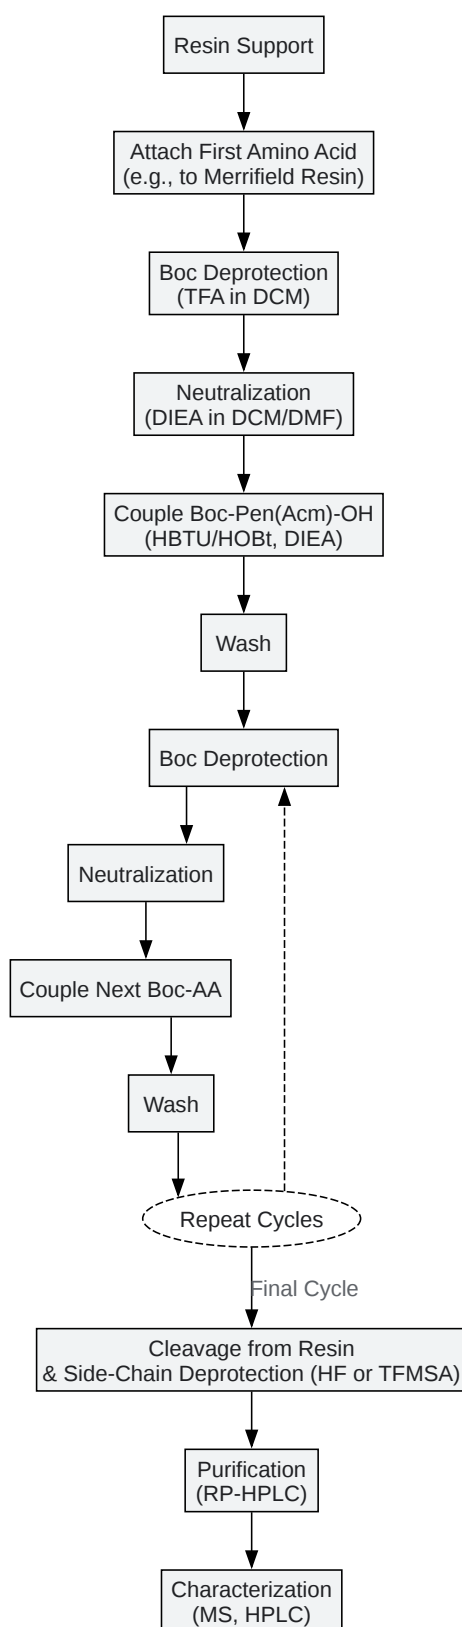 Resin Support
Attach First Amino Acid
(e.g., to Merrifield Resin)
Boc Deprotection
(TFA in DCM)
Neutralization
(DIEA in DCM/DMF)
Couple Boc-Pen(Acm)-OH
(HBTU/HOBt, DIEA)
Wash
Boc Deprotection
Neutralization
Couple Next Boc-AA
Wash
Repeat Cycles
Final Cycle
Cleavage from Resin
& Side-Chain Deprotection (HF or TFMSA)
Purification
(RP-HPLC)
Characterization
(MS, HPLC)